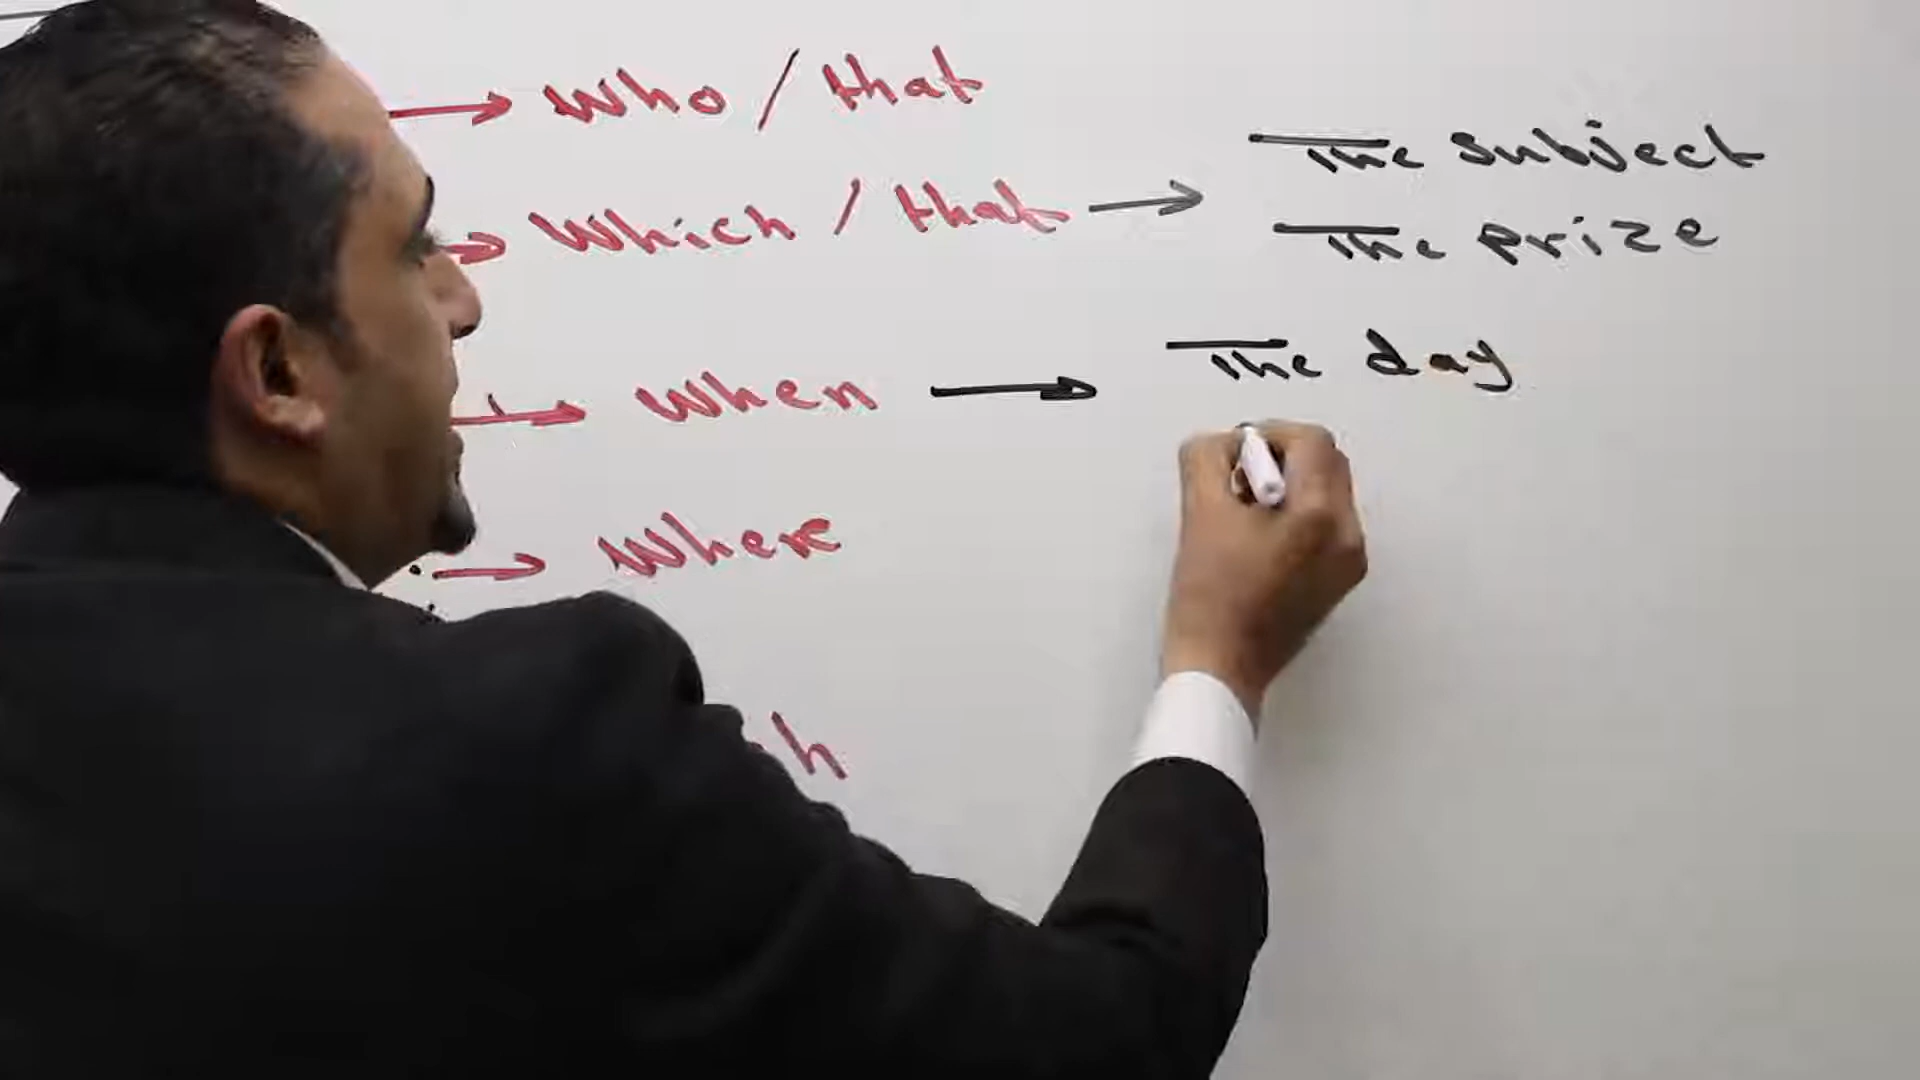 → Who / that
→ Which / that → The subject
The prize
→ When → The day
→ Where